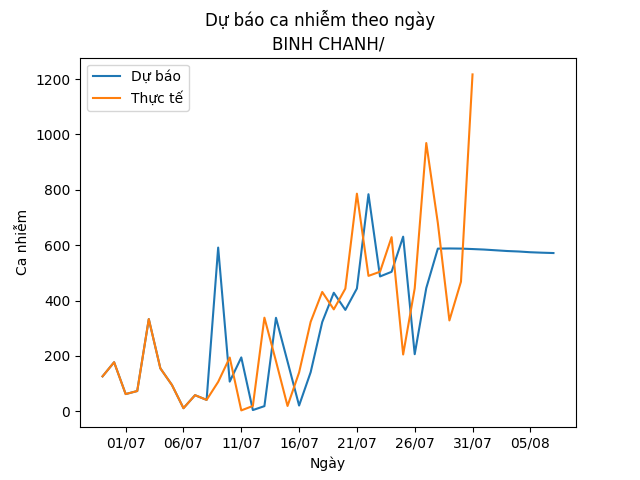 Dự báo ca nhiễm theo ngày
BINH CHANH/
Dự báo
Thực tế
Ca nhiễm
1200
1000
800
600
400
200
0
01/07
06/07
11/07
16/07
21/07
26/07
31/07
05/08
Ngày